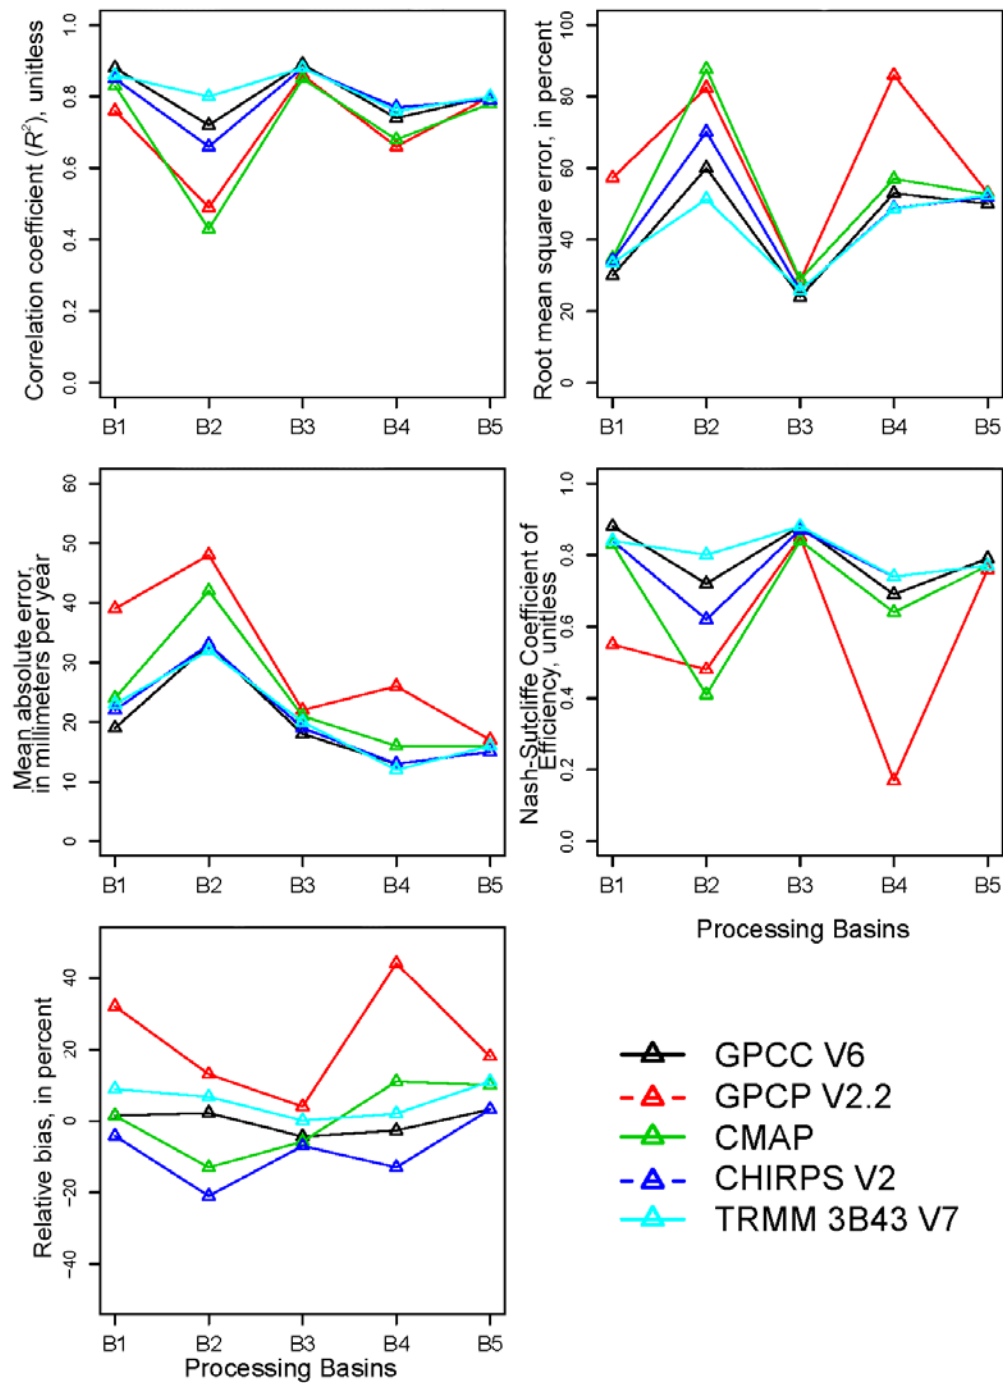 Correlation coefficient (R²), unitless
1.0
0.8
0.6
0.4
0.2
0.0
B1 B2 B3 B4 B5
Root mean square error, in percent
100
80
60
40
20
0
B1 B2 B3 B4 B5
Mean absolute error,
in millimeters per year
60
50
40
30
20
10
0
B1 B2 B3 B4 B5
Nash-Sutcliffe Coefficient of
Efficiency, unitless
1.0
0.8
0.6
0.4
0.2
0.0
B1 B2 B3 B4 B5
Processing Basins
Relative bias, in percent
40
20
0
−20
−40
B1 B2 B3 B4 B5
Processing Basins
GPCC V6
GPCP V2.2
CMAP
CHIRPS V2
TRMM 3B43 V7